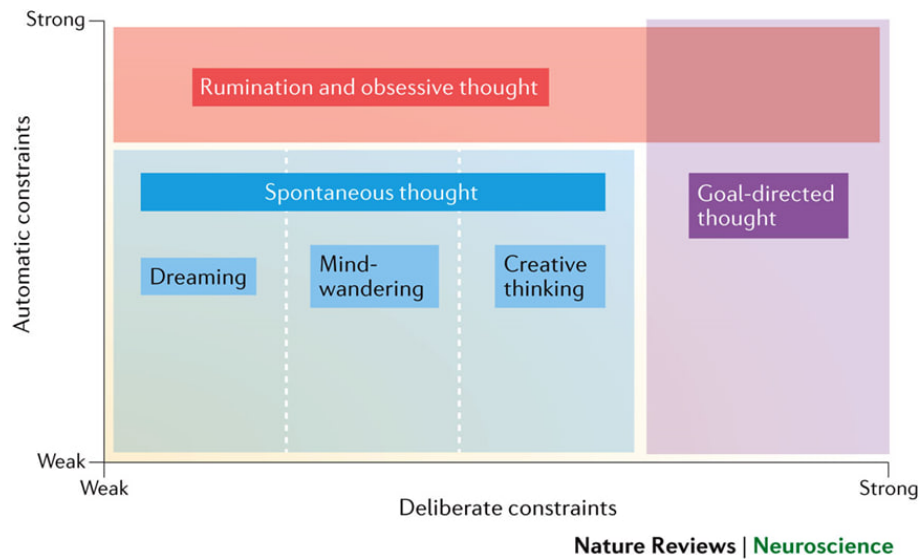 Strong
Rumination and obsessive thought
Spontaneous thought
Goal-directed
thought
Dreaming
Mind-
wandering
Creative
thinking
Automatic constraints
Weak
Weak
Strong
Deliberate constraints
Nature Reviews | Neuroscience